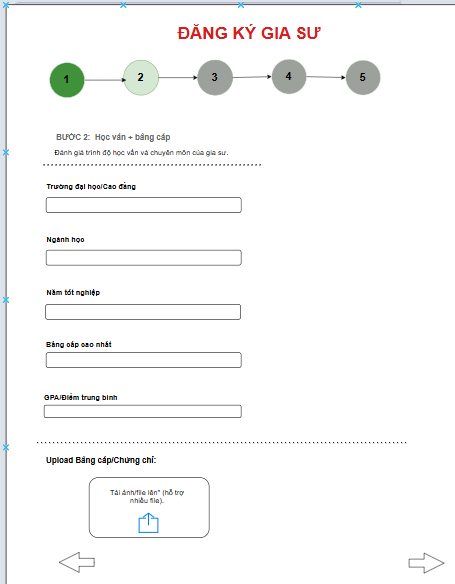 ĐĂNG KÝ GIA SƯ
1 2 3 4 5
BƯỚC 2: Học vấn + bằng cấp
Đánh giá trình độ học vấn và chuyên môn của gia sư.
Trường đại học/Cao đẳng
Ngành học
Năm tốt nghiệp
Bằng cấp cao nhất
GPA/Điểm trung bình
Upload Bằng cấp/Chứng chỉ:
Tải ảnh/file lên" (hỗ trợ
nhiều file).